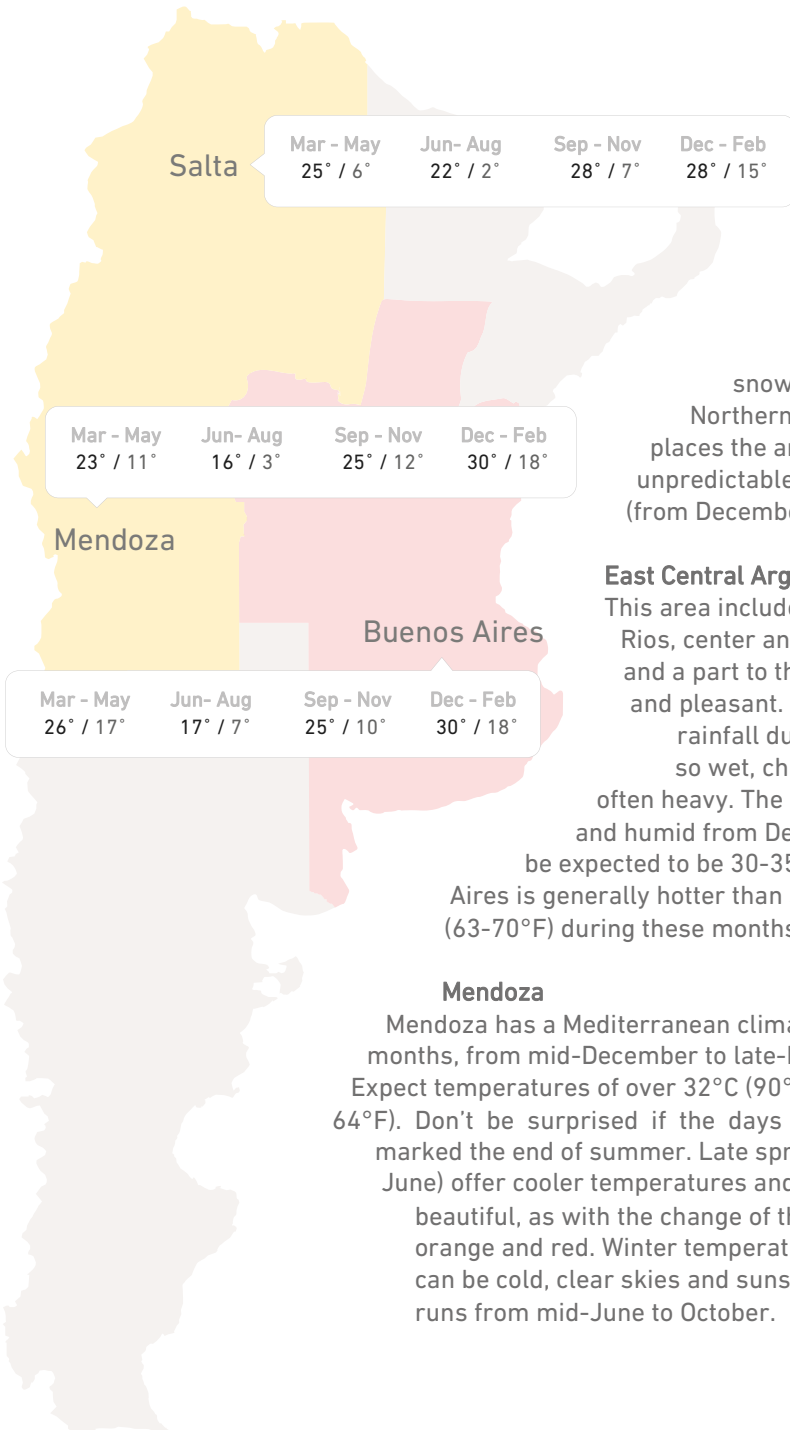 Salta
Mar - May Jun- Aug Sep - Nov Dec - Feb
25° / 6° 22° / 2° 28° / 7° 28° / 15°
snow
Northern
places the a
unpredictable
(from Decemb
Mar - May Jun- Aug Sep - Nov Dec - Feb
23° / 11° 16° / 3° 25° / 12° 30° / 18°
Mendoza
East Central Arg
This area include
Rios, center an
and a part to th
and pleasant.
rainfall du
so wet, ch
often heavy. The
and humid from De
be expected to be 30-35
Aires is generally hotter than
(63-70°F) during these months
Buenos Aires
Mar - May Jun- Aug Sep - Nov Dec - Feb
26° / 17° 17° / 7° 25° / 10° 30° / 18°
Mendoza
Mendoza has a Mediterranean clima
months, from mid-December to late-
Expect temperatures of over 32°C (90°
64°F). Don’t be surprised if the days
marked the end of summer. Late spr
June) offer cooler temperatures and
beautiful, as with the change of th
orange and red. Winter temperat
can be cold, clear skies and suns
runs from mid-June to October.